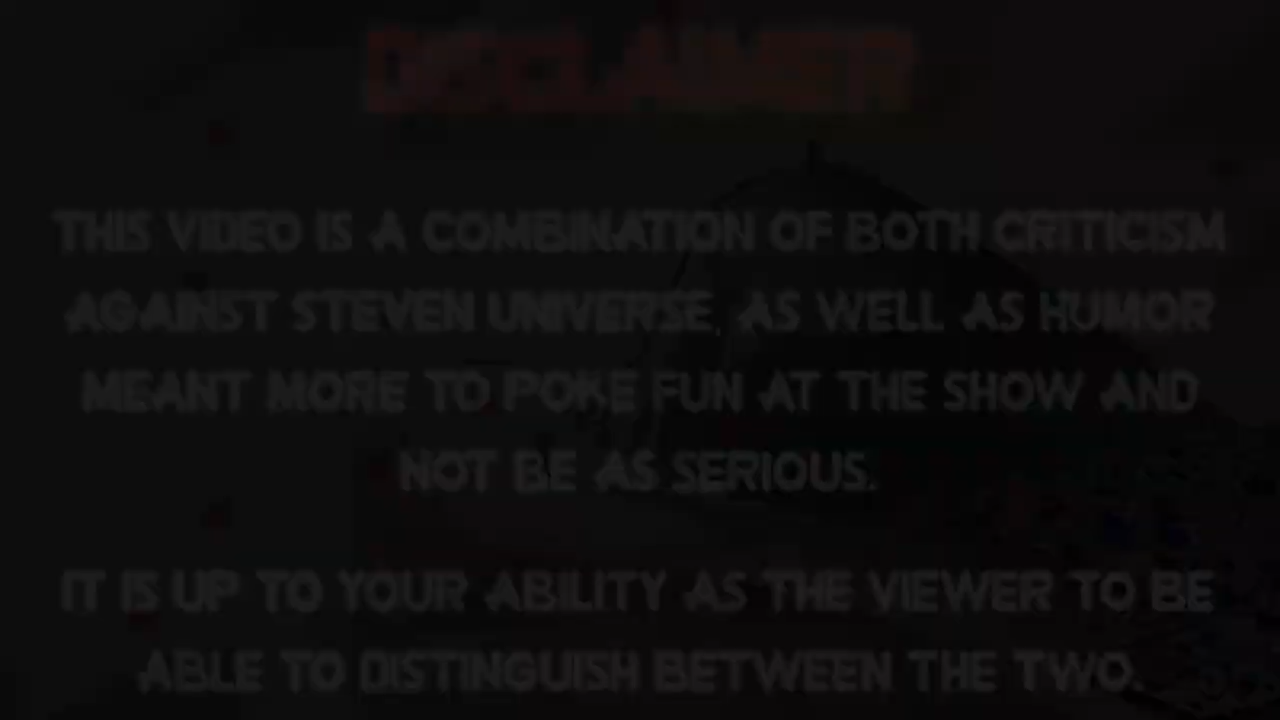 DISCLAIMER
THIS VIDEO IS A COMBINATION OF BOTH CRITICISM
AGAINST STEVEN UNIVERSE, AS WELL AS HUMOR
MEANT MORE TO POKE FUN AT THE SHOW AND
NOT BE AS SERIOUS.
IT IS UP TO YOUR ABILITY AS THE VIEWER TO BE
ABLE TO DISTINGUISH BETWEEN THE TWO.